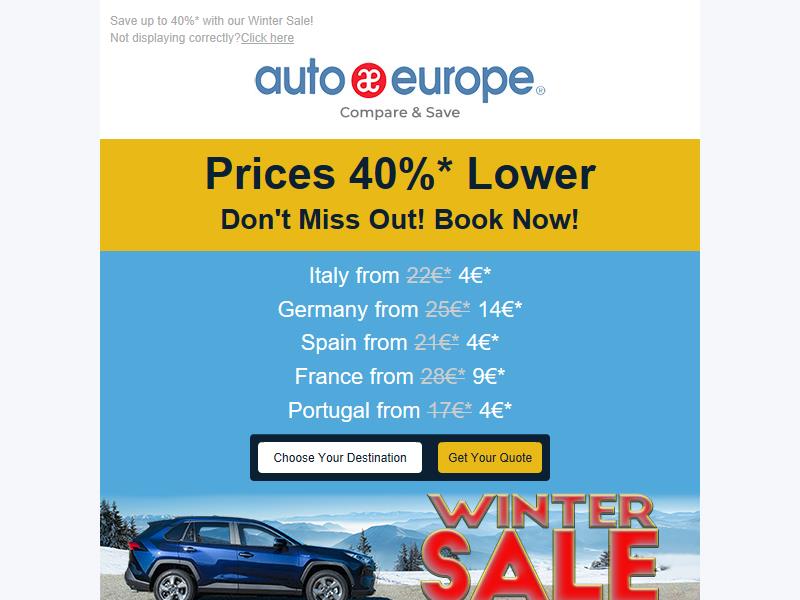 Save up to 40%* with our Winter Sale!
Not displaying correctly?Click here
auto æ europe®
Compare & Save
Prices 40%* Lower
Don't Miss Out! Book Now!
Italy from 22€* 4€*
Germany from 25€* 14€*
Spain from 21€* 4€*
France from 28€* 9€*
Portugal from 17€* 4€*
Choose Your Destination Get Your Quote
WINTER
SALE